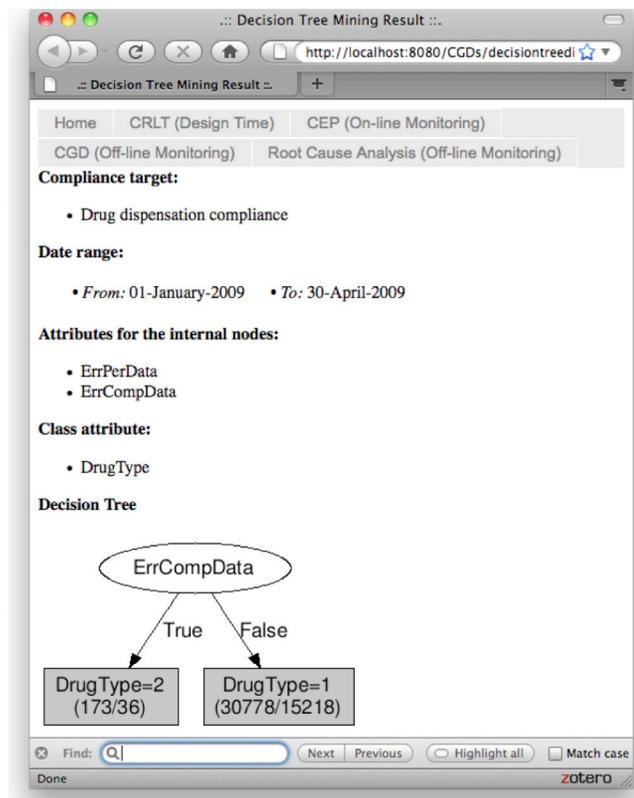 .:: Decision Tree Mining Result ::.
http://localhost:8080/CGDs/decisiontreedi
.:: Decision Tree Mining Result ::.
Home CRLT (Design Time) CEP (On-line Monitoring)
CGD (Off-line Monitoring) Root Cause Analysis (Off-line Monitoring)
Compliance target:
• Drug dispensation compliance
Date range:
• From: 01-January-2009 • To: 30-April-2009
Attributes for the internal nodes:
• ErrPerData
• ErrCompData
Class attribute:
• DrugType
Decision Tree
ErrCompData
True False
DrugType=2 DrugType=1
(173/36) (30778/15218)
Find: Next Previous Highlight all Match case
Done zotero